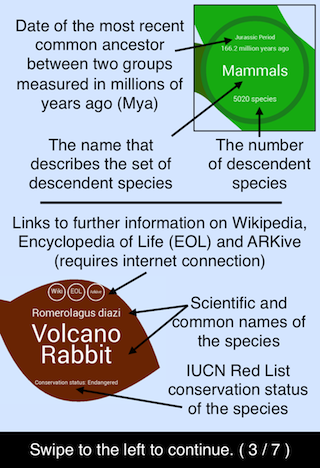 Date of the most recent
common ancestor
between two groups
measured in millions of
years ago (Mya)
Jurassic Period
166.2 million years ago
Mammals
5020 species
The name that
describes the set of
descendent species
The number
of descendent
species
Links to further information on Wikipedia,
Encyclopedia of Life (EOL) and ARKive
(requires internet connection)
Wiki
EOL
ARKive
Romerolagus diazi
Volcano
Rabbit
Conservation status: Endangered
Scientific and
common names of
the species
IUCN Red List
conservation status
of the species
Swipe to the left to continue. ( 3 / 7 )